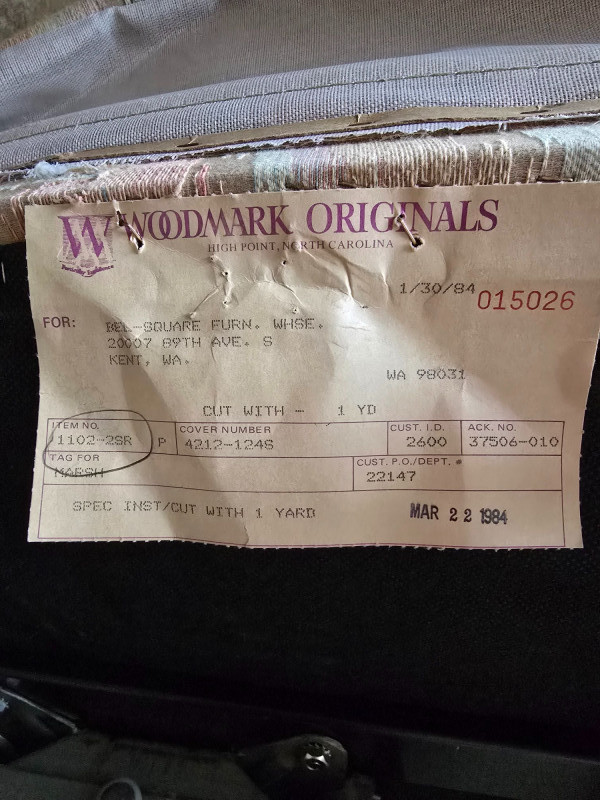 WOODMARK ORIGINALS
HIGH POINT, NORTH CAROLINA
1/30/84 015026
FOR: BEL-SQUARE FURN. WHSE.
20007 89TH AVE. S
KENT, WA.
WA 98031
CUT WITH - 1 YD
ITEM NO. COVER NUMBER CUST. I.D. ACK. NO.
1102-2SR P 4212-124S 2600 37506-010
TAG FOR CUST. P.O./DEPT. #
MARSH 22147
SPEC INST/CUT WITH 1 YARD MAR 22 1984